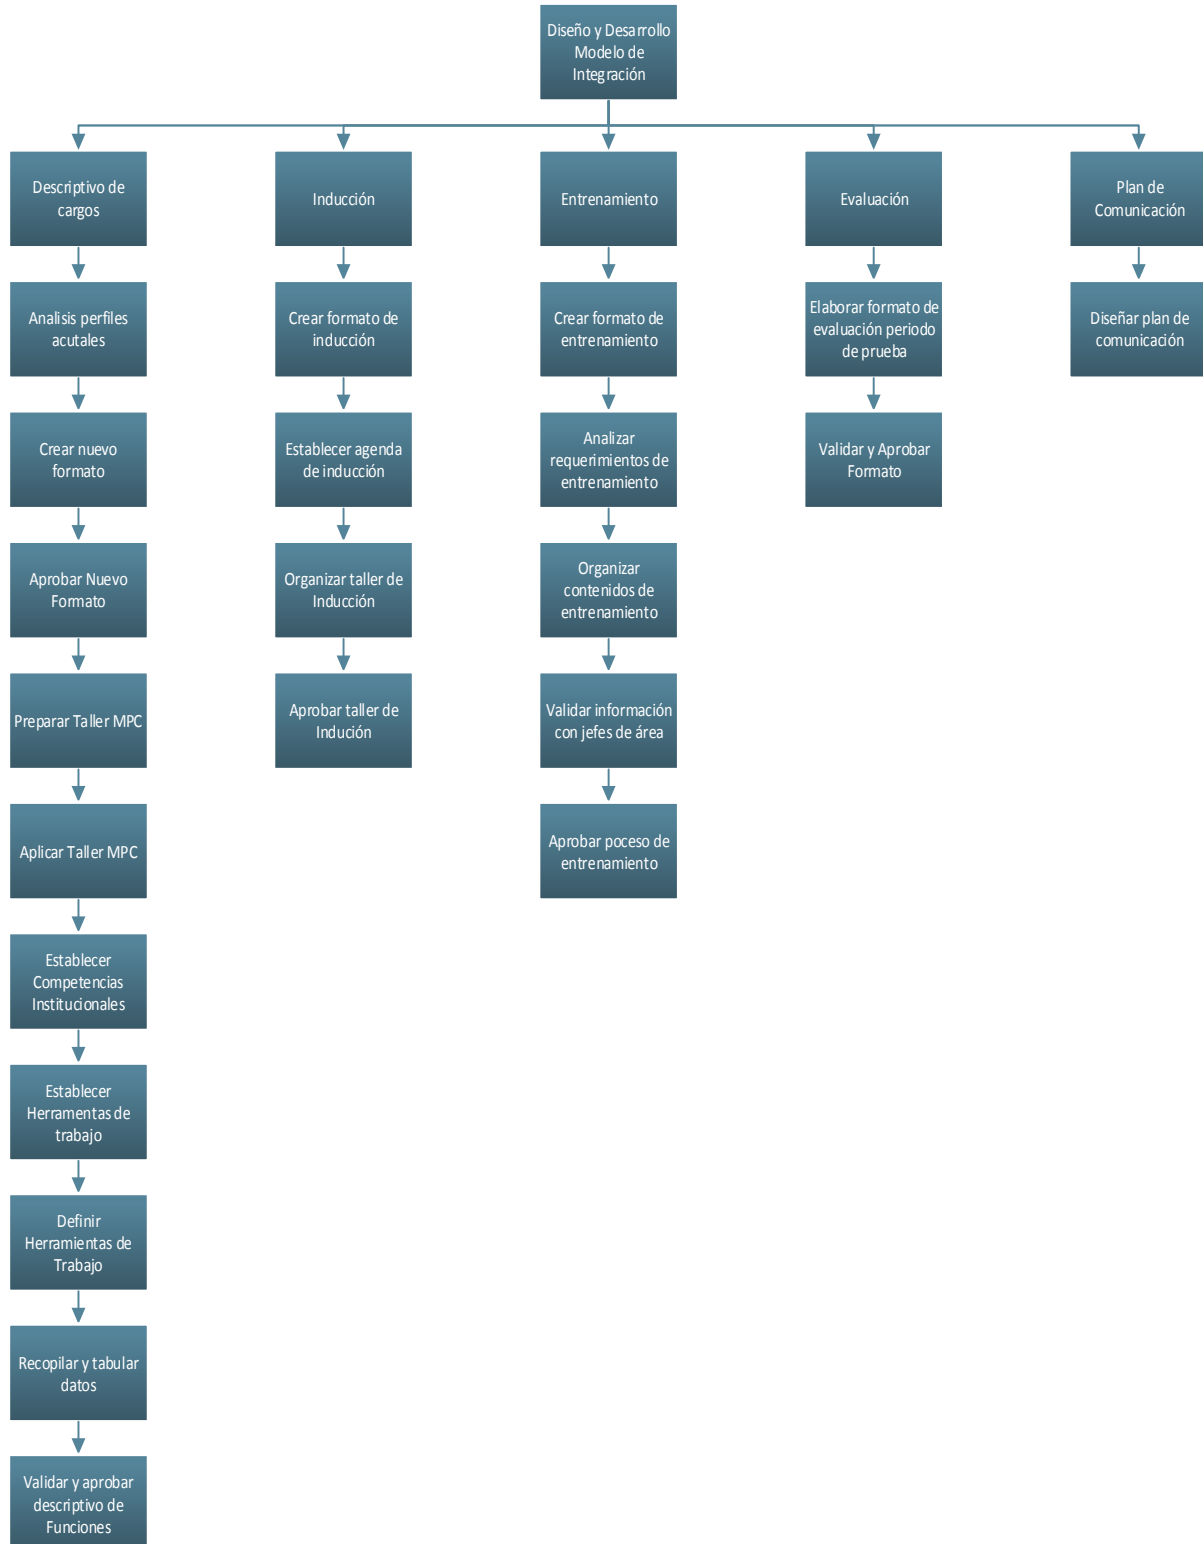 Diseño y Desarrollo
Modelo de
Integración
Descriptivo de
cargos
Inducción
Entrenamiento
Evaluación
Plan de
Comunicación
Analisis perfiles
acutales
Crear formato de
inducción
Crear formato de
entrenamiento
Elaborar formato de
evaluación periodo
de prueba
Diseñar plan de
comunicación
Crear nuevo
formato
Establecer agenda
de inducción
Analizar
requerimientos de
entrenamiento
Validar y Aprobar
Formato
Aprobar Nuevo
Formato
Organizar taller de
Inducción
Organizar
contenidos de
entrenamiento
Preparar Taller MPC
Aprobar taller de
Indución
Validar información
con jefes de área
Aplicar Taller MPC
Aprobar poceso de
entrenamiento
Establecer
Competencias
Institucionales
Establecer
Herramentas de
trabajo
Definir
Herramientas de
Trabajo
Recopilar y tabular
datos
Validar y aprobar
descriptivo de
Funciones